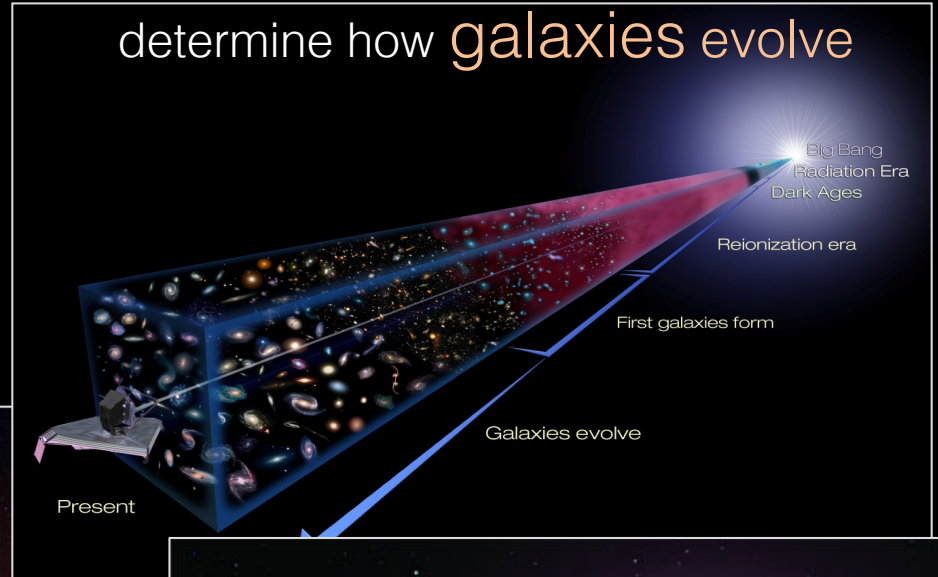 determine how galaxies evolve
Big Bang
Radiation Era
Dark Ages
Reionization era
First galaxies form
Galaxies evolve
Present